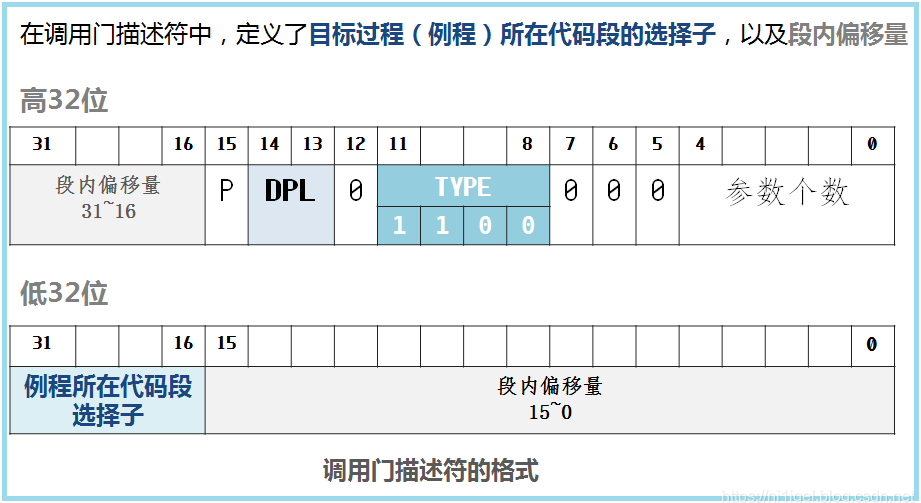 在调用门描述符中，定义了目标过程（例程）所在代码段的选择子，以及段内偏移量
高32位
31 16 15 14 13 12 11 8 7 6 5 4 0
段内偏移量
31~16
P DPL 0 TYPE 0 0 0 参数个数
1 1 0 0
低32位
31 16 15 0
例程所在代码段
选择子
段内偏移量
15~0
调用门描述符的格式